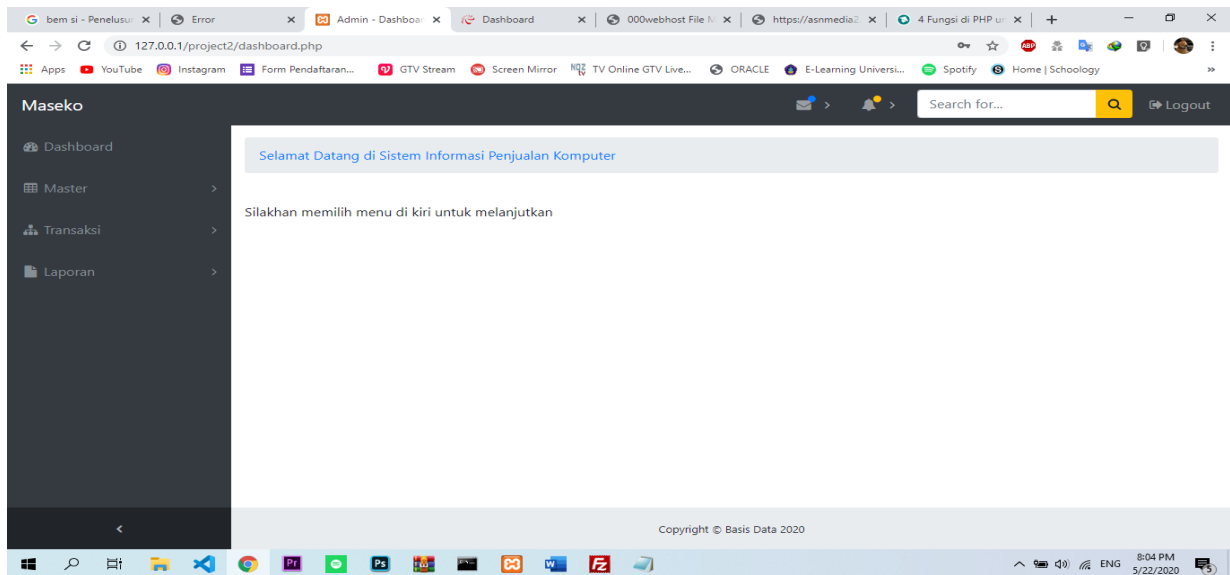 bem si - Penelusu
Error
Admin - Dashboar
Dashboard
000webhost File M
https://asnmedia2.
4 Fungsi di PHP un
127.0.0.1/project2/dashboard.php
Apps
YouTube
Instagram
Form Pendaftaran...
GTV Stream
Screen Mirror
TV Online GTV Live...
ORACLE
E-Learning Universi...
Spotify
Home | Schoology
Maseko
Search for...
Logout
Dashboard
Selamat Datang di Sistem Informasi Penjualan Komputer
Master
Silakhan memilih menu di kiri untuk melanjutkan
Transaksi
Laporan
Copyright © Basis Data 2020
ENG
8:04 PM
5/22/2020